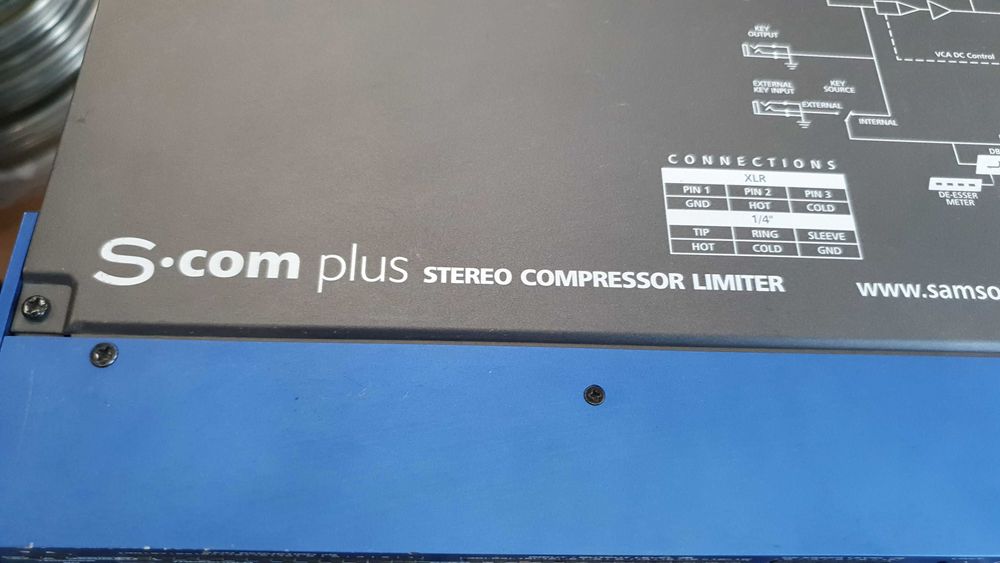 KEY
OUTPUT
VCA DC Control
EXTERNAL
KEY INPUT
KEY
SOURCE
EXTERNAL
INTERNAL
DE-ESSER
METER
CONNECTIONS
XLR
PIN 1 PIN 2 PIN 3
GND HOT COLD
1/4"
TIP RING SLEEVE
HOT COLD GND
S·com plus STEREO COMPRESSOR LIMITER
www.samso